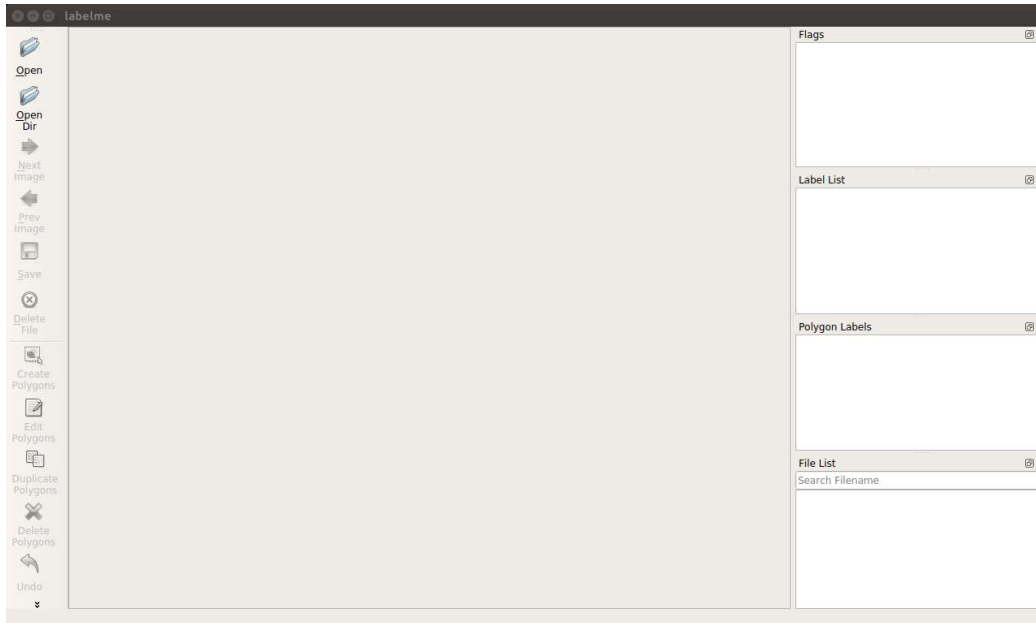 labelme
Open
Open
Dir
Next
Image
Prev
Image
Save
Delete
File
Create
Polygons
Edit
Polygons
Duplicate
Polygons
Delete
Polygons
Undo
Flags
Label List
Polygon Labels
File List
Search Filename